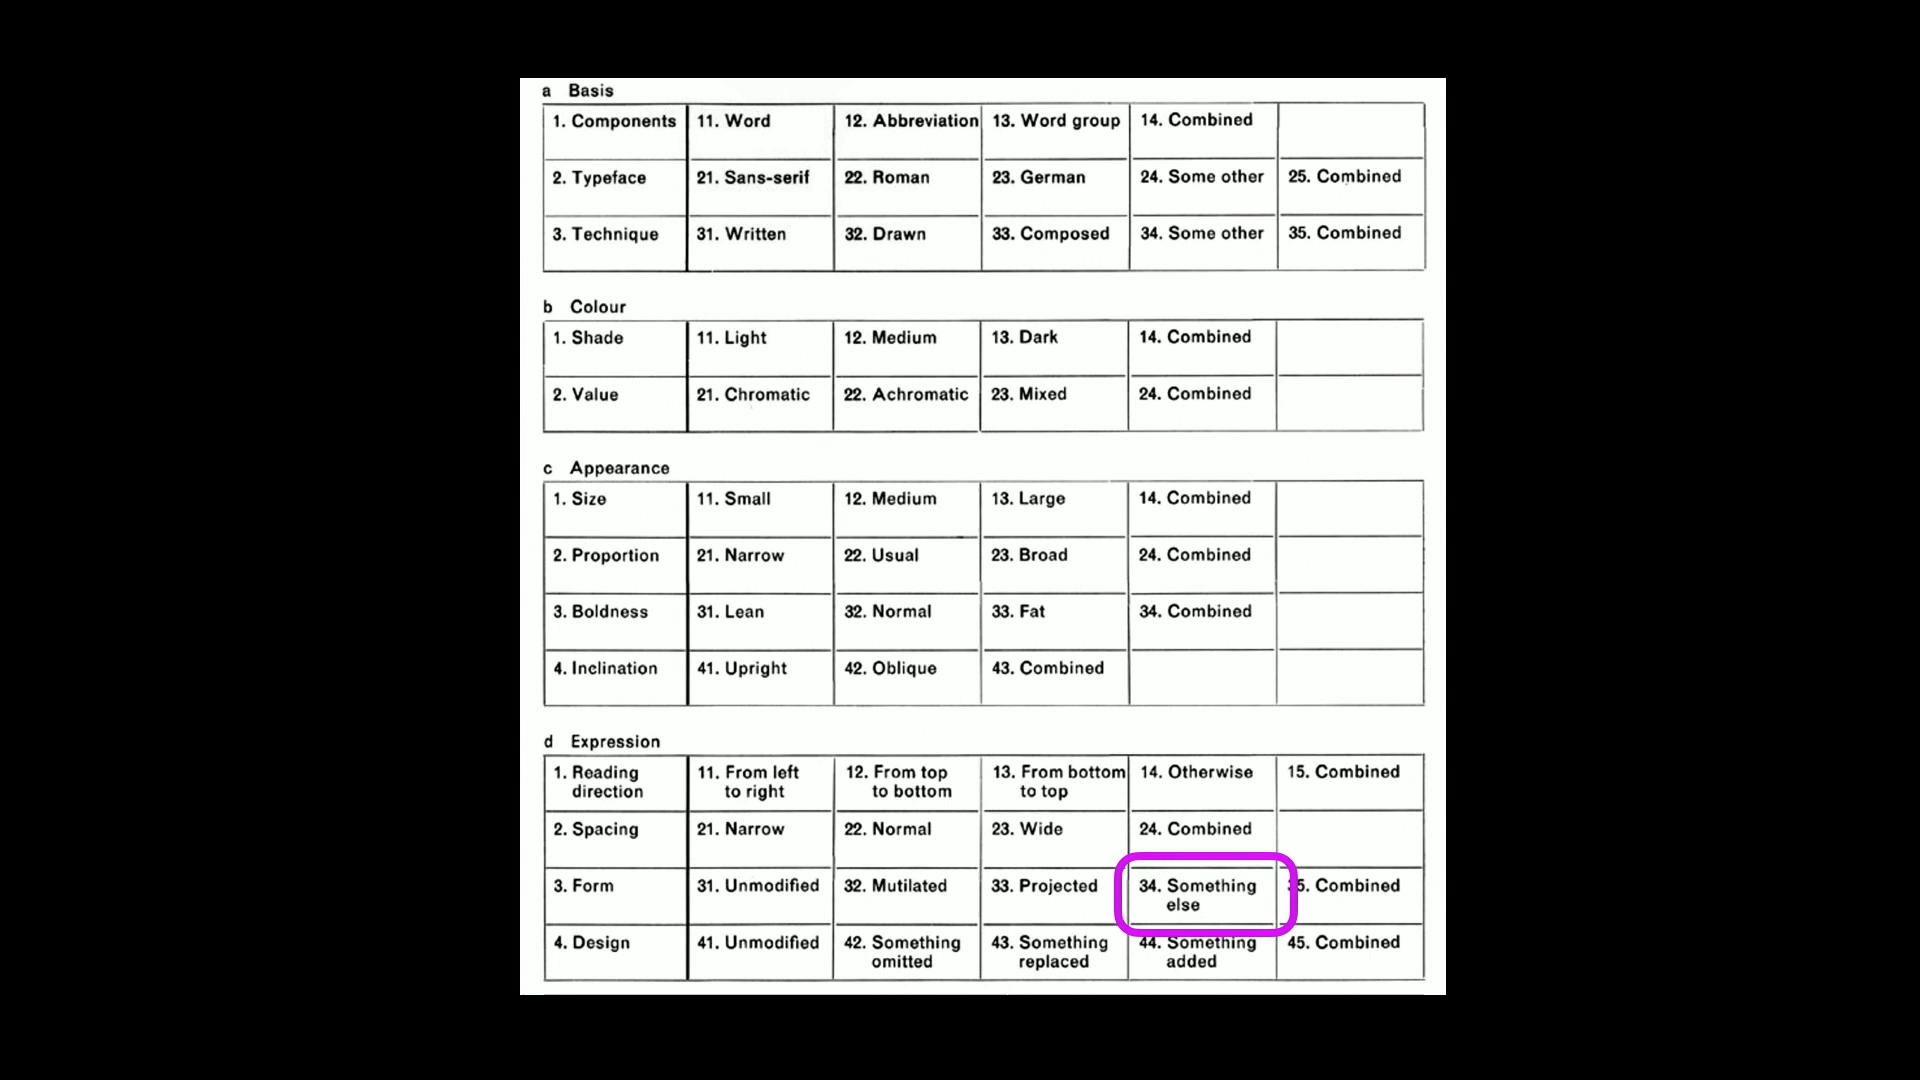 a Basis
1. Components 11. Word 12. Abbreviation 13. Word group 14. Combined
2. Typeface 21. Sans-serif 22. Roman 23. German 24. Some other 25. Combined
3. Technique 31. Written 32. Drawn 33. Composed 34. Some other 35. Combined
b Colour
1. Shade 11. Light 12. Medium 13. Dark 14. Combined
2. Value 21. Chromatic 22. Achromatic 23. Mixed 24. Combined
c Appearance
1. Size 11. Small 12. Medium 13. Large 14. Combined
2. Proportion 21. Narrow 22. Usual 23. Broad 24. Combined
3. Boldness 31. Lean 32. Normal 33. Fat 34. Combined
4. Inclination 41. Upright 42. Oblique 43. Combined
d Expression
1. Reading 11. From left 12. From top 13. From bottom 14. Otherwise 15. Combined
direction to right to bottom to top
2. Spacing 21. Narrow 22. Normal 23. Wide 24. Combined
3. Form 31. Unmodified 32. Mutilated 33. Projected 34. Something 35. Combined
else
4. Design 41. Unmodified 42. Something 43. Something 44. Something 45. Combined
omitted replaced added